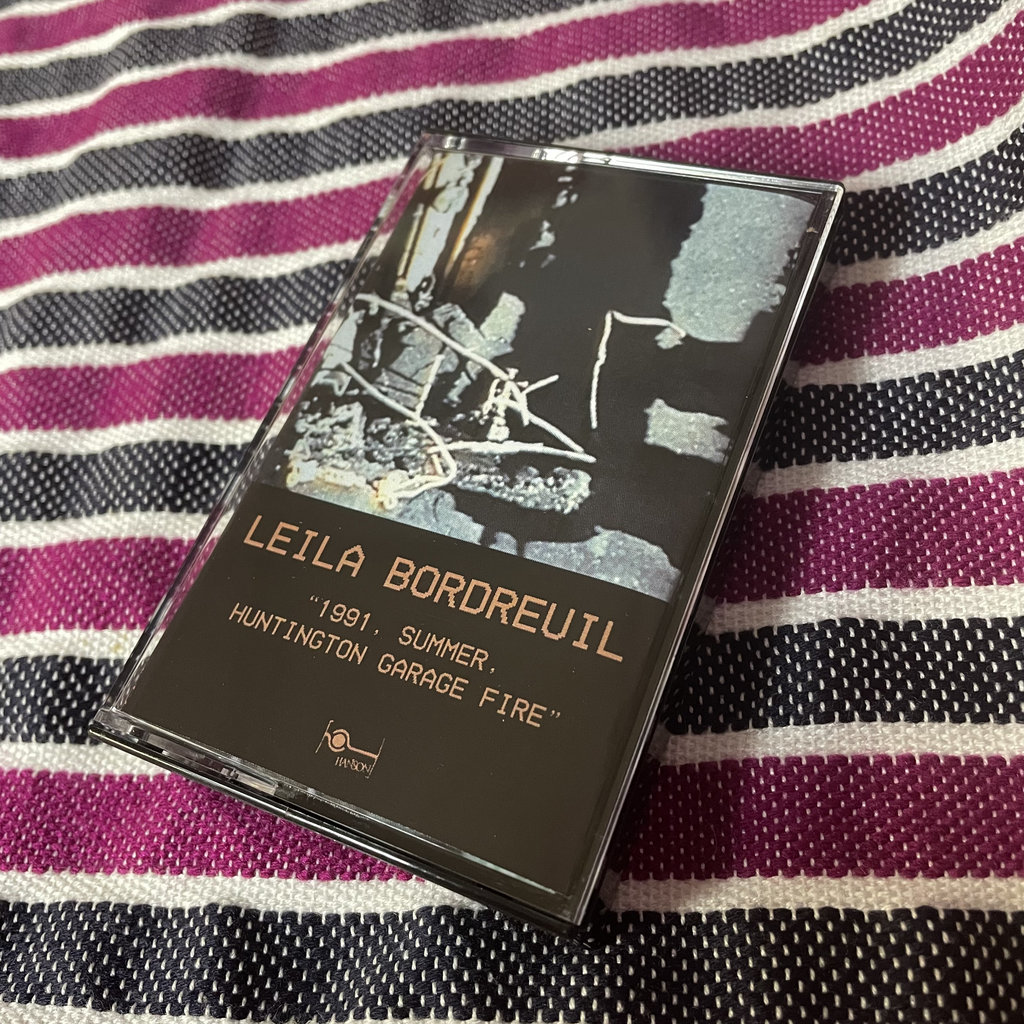 LEILA BORDREUIL
“1991, SUMMER,
HUNTINGTON GARAGE FIRE”
HANSON